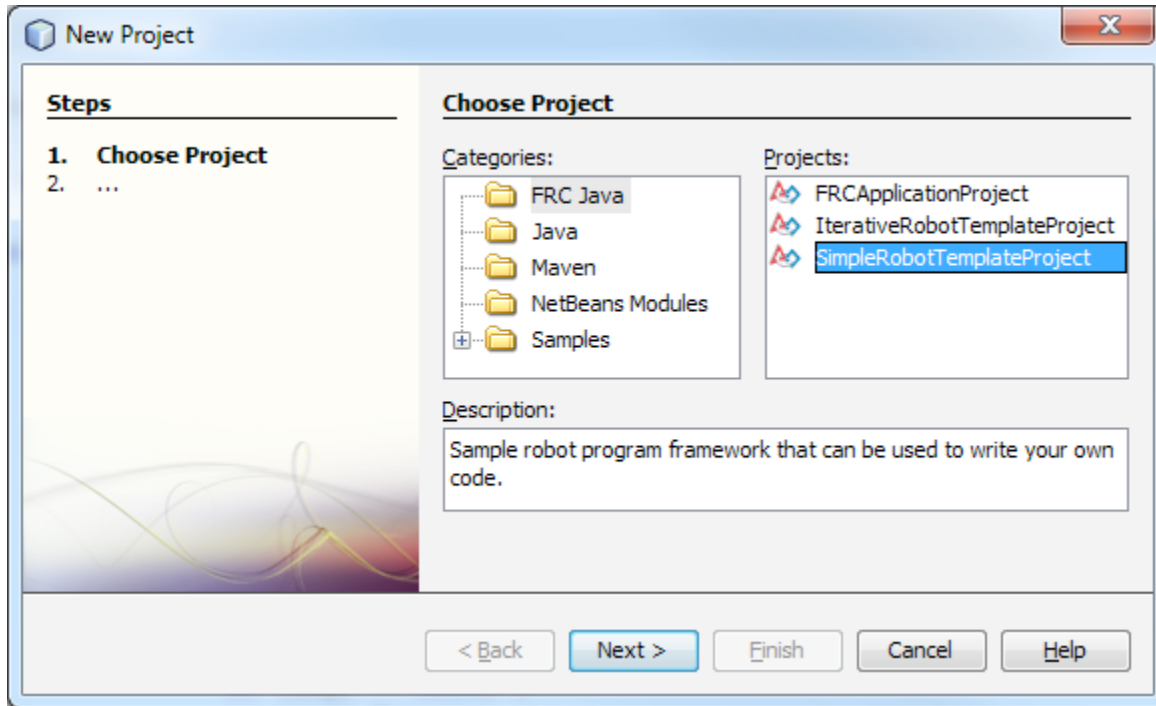 New Project
Steps
1. Choose Project
2. ...
Choose Project
Categories:
FRC Java
Java
Maven
NetBeans Modules
Samples
Projects:
FRCApplicationProject
IterativeRobotTemplateProject
SimpleRobotTemplateProject
Description:
Sample robot program framework that can be used to write your own
code.
< Back
Next >
Finish
Cancel
Help